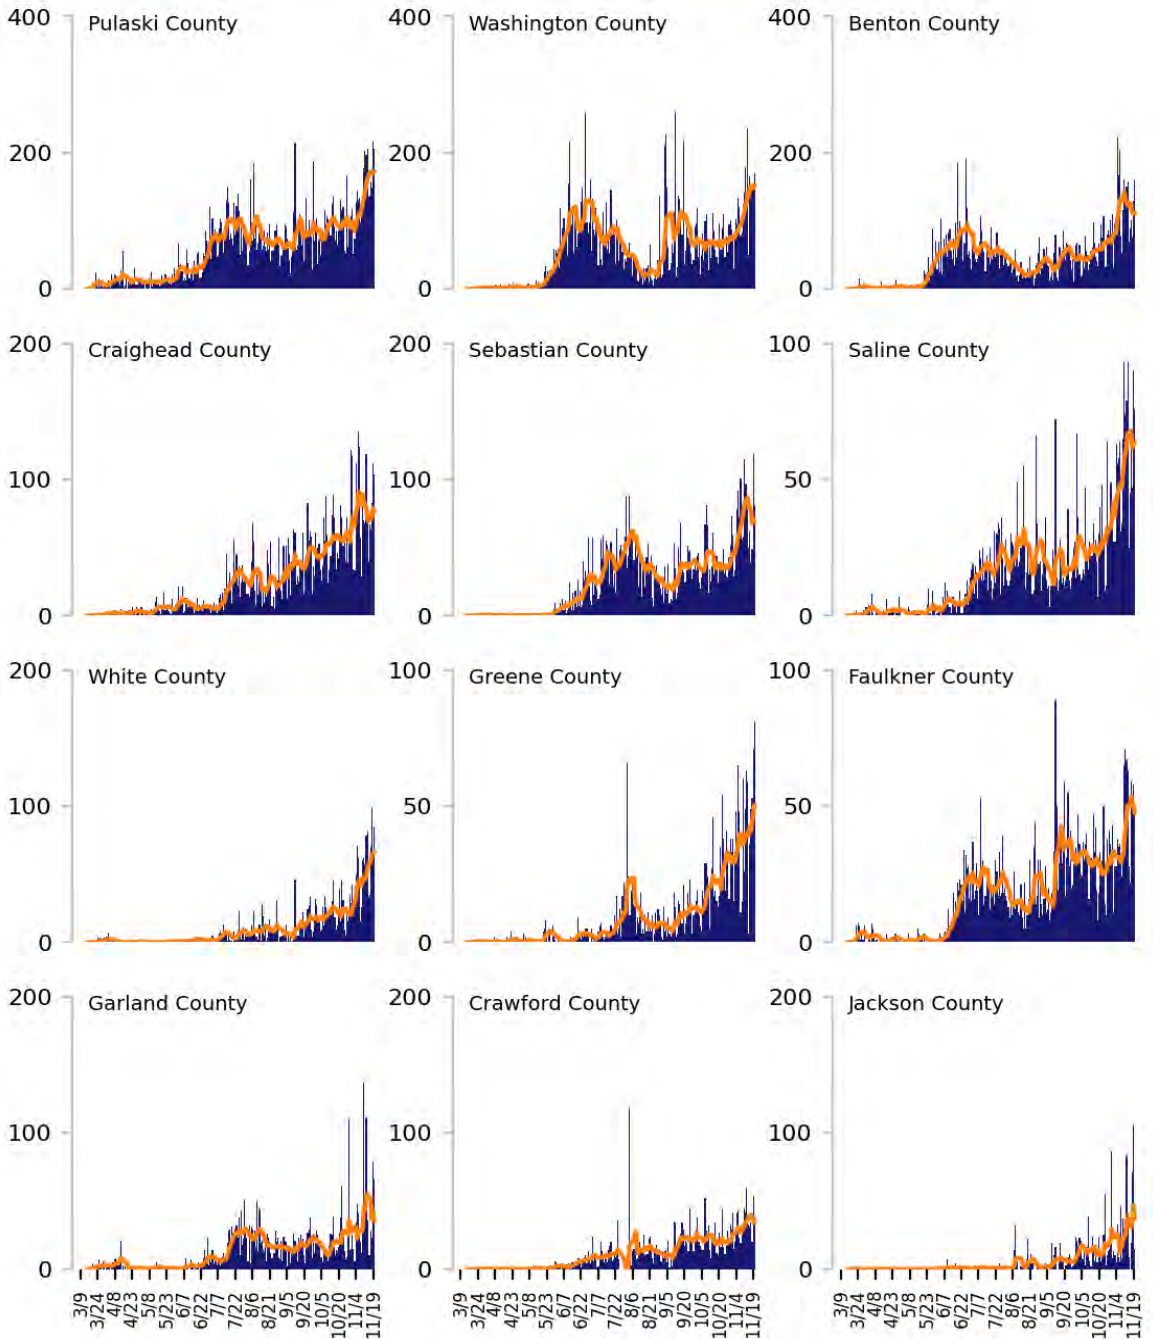 400 Pulaski County 400 Washington County 400 Benton County
200 200 200
0 0 0
200 Craighead County 200 Sebastian County 100 Saline County
100 100 50
0 0 0
200 White County 100 Greene County 100 Faulkner County
100 50 50
0 0 0
200 Garland County 200 Crawford County 200 Jackson County
100 100 100
0 0 0
3/9 3/24 4/8 4/23 5/8 5/23 6/7 6/22 7/7 7/22 8/6 8/21 9/5 9/20 10/5 10/20 11/4 11/19 3/9 3/24 4/8 4/23 5/8 5/23 6/7 6/22 7/7 7/22 8/6 8/21 9/5 9/20 10/5 10/20 11/4 11/19 3/9 3/24 4/8 4/23 5/8 5/23 6/7 6/22 7/7 7/22 8/6 8/21 9/5 9/20 10/5 10/20 11/4 11/19